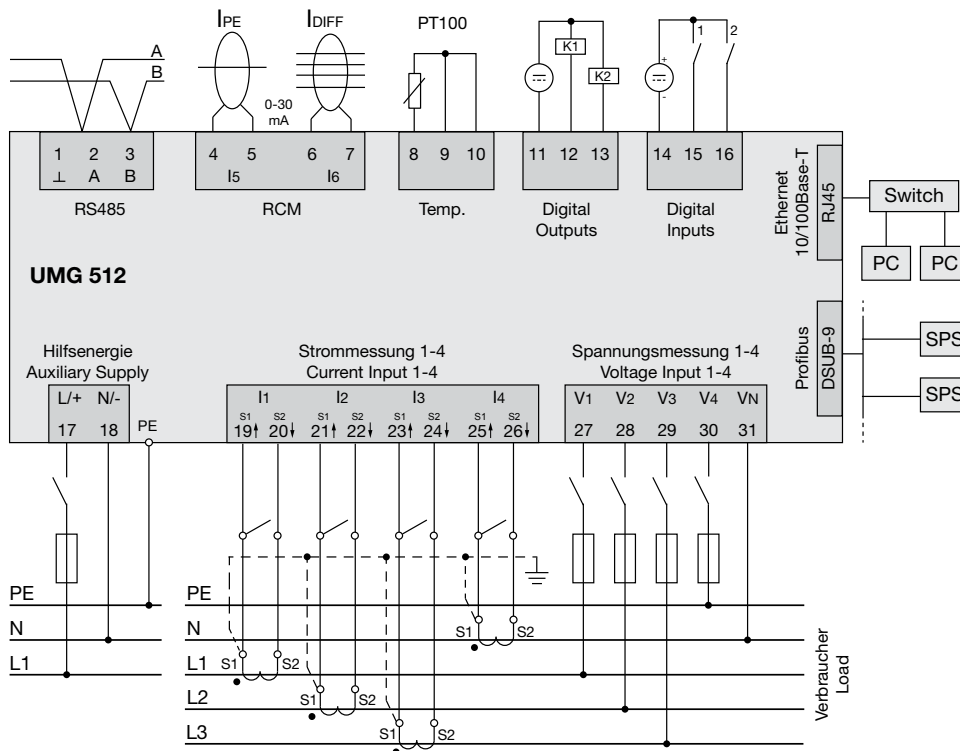 IPE IDIFF PT100
1 2
A
B
K1
K2
+
-
0-30
mA
1 2 3 4 5 6 7 8 9 10 11 12 13 14 15 16
⊥ A B I5 I6
RS485 RCM Temp. Digital Outputs Digital Inputs
Ethernet
10/100Base-T
RJ45
Switch
PC PC
UMG 512
Profibus
DSUB-9
SPS
SPS
Hilfsenergie
Auxiliary Supply
Strommessung 1-4
Current Input 1-4
Spannungsmessung 1-4
Voltage Input 1-4
L/+ N/- I1 I2 I3 I4 V1 V2 V3 V4 VN
S1 S2 S1 S2 S1 S2 S1 S2
17 18 PE 19 20 21 22 23 24 25 26 27 28 29 30 31
PE PE
N N
S1 S2
L1 L1
S1 S2
L2
S1 S2
L3
S1 S2
Verbraucher
Load